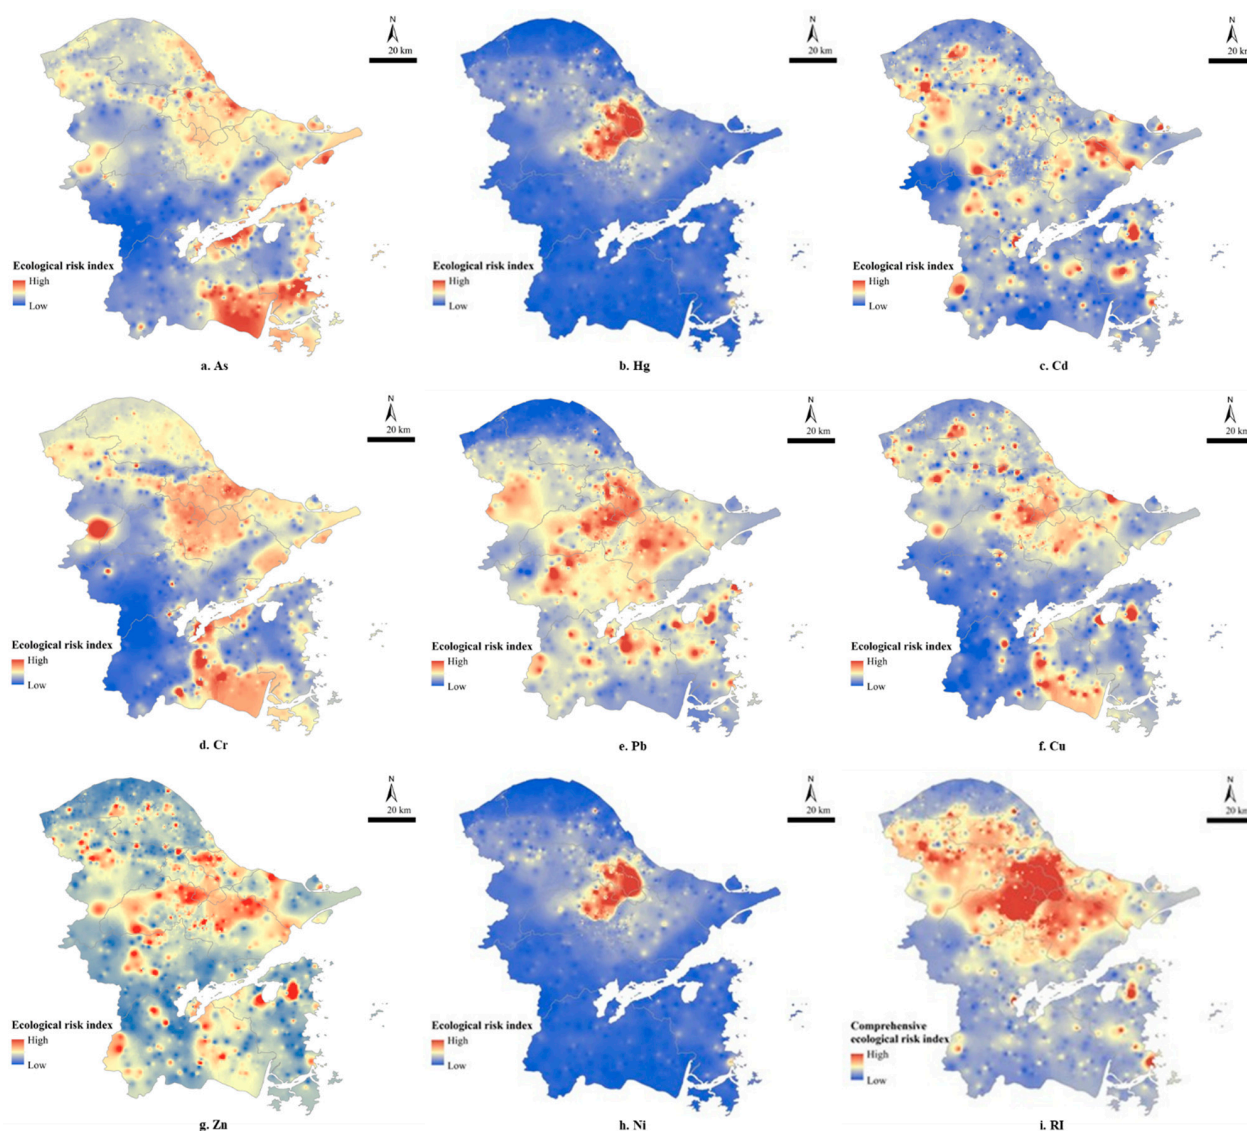 N
20 km
Ecological risk index
High
Low
a. As
N
20 km
Ecological risk index
High
Low
b. Hg
N
20 km
Ecological risk index
High
Low
c. Cd
N
20 km
Ecological risk index
High
Low
d. Cr
N
20 km
Ecological risk index
High
Low
e. Pb
N
20 km
Ecological risk index
High
Low
f. Cu
N
20 km
Ecological risk index
High
Low
g. Zn
N
20 km
Ecological risk index
High
Low
h. Ni
N
20 km
Comprehensive
ecological risk index
High
Low
i. RI